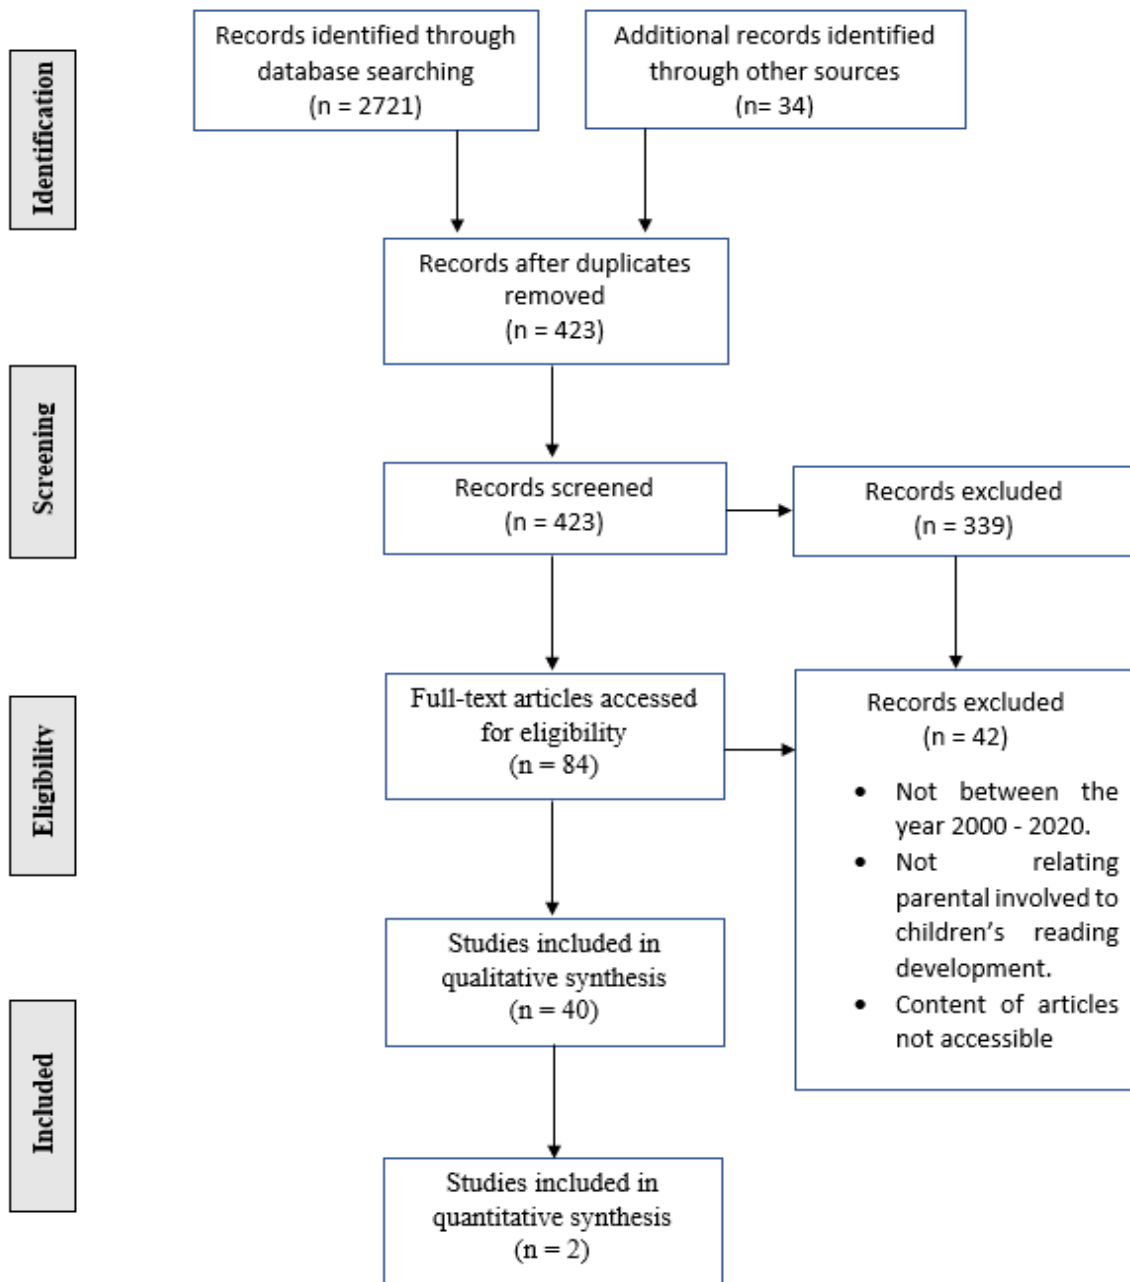 Identification
Records identified through
database searching
(n = 2721)
Additional records identified
through other sources
(n= 34)
Records after duplicates
removed
(n = 423)
Screening
Records screened
(n = 423)
Records excluded
(n = 339)
Eligibility
Full-text articles accessed
for eligibility
(n = 84)
Records excluded
(n = 42)
• Not between the
year 2000 - 2020.
• Not relating
parental involved to
children’s reading
development.
• Content of articles
not accessible
Included
Studies included in
qualitative synthesis
(n = 40)
Studies included in
quantitative synthesis
(n = 2)